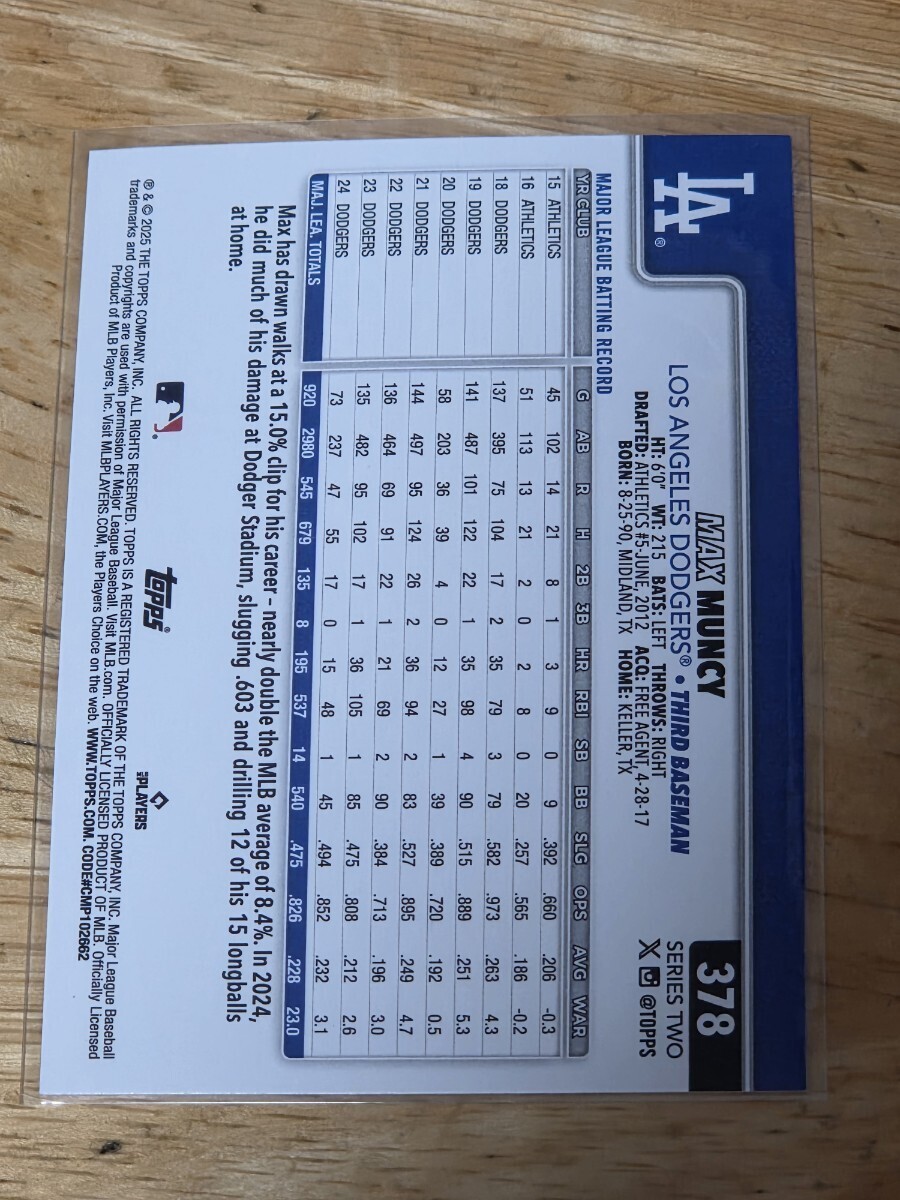 LA®
378
MAX MUNCY
SERIES TWO
LOS ANGELES DODGERS® • THIRD BASEMAN
@TOPPS
HT: 6'0" WT: 215 BATS: LEFT THROWS: RIGHT
DRAFTED: ATHLETICS #5-JUNE, 2012 ACQ: FREE AGENT, 4-28-17
BORN: 8-25-90, MIDLAND, TX HOME: KELLER, TX
MAJOR LEAGUE BATTING RECORD
YR CLUB G AB R H 2B 3B HR RBI SB BB SLG OPS AVG WAR
15 ATHLETICS 45 102 14 21 8 1 3 9 0 9 .392 .660 .206 -0.3
16 ATHLETICS 51 113 13 21 2 0 2 8 0 20 .257 .565 .186 -0.2
18 DODGERS 137 395 75 104 17 2 35 79 3 79 .582 .973 .263 4.3
19 DODGERS 141 487 101 122 22 1 35 98 4 90 .515 .889 .251 5.3
20 DODGERS 58 203 36 39 4 0 12 27 1 39 .389 .720 .192 0.5
21 DODGERS 144 497 95 124 26 2 36 94 2 83 .527 .895 .249 4.7
22 DODGERS 136 464 69 91 22 1 21 69 2 90 .384 .713 .196 3.0
23 DODGERS 135 482 95 102 17 1 36 105 1 85 .475 .808 .212 2.6
24 DODGERS 73 237 47 55 17 0 15 48 1 45 .494 .852 .232 3.1
MAJ. LEA. TOTALS 920 2980 545 679 135 8 195 537 14 540 .475 .826 .228 23.0
Max has drawn walks at a 15.0% clip for his career – nearly double the MLB average of 8.4%. In 2024,
he did much of his damage at Dodger Stadium, slugging .603 and drilling 12 of his 15 longballs
at home.
topps®
PLAYERS
® & © 2025 THE TOPPS COMPANY, INC. ALL RIGHTS RESERVED. TOPPS IS A REGISTERED TRADEMARK OF THE TOPPS COMPANY, INC. Major League Baseball
trademarks and copyrights are used with permission of Major League Baseball. Visit MLB.com. OFFICIALLY LICENSED PRODUCT OF MLB. Officially Licensed
Product of MLB Players, Inc. Visit MLBPLAYERS.COM, the Players Choice on the web. WWW.TOPPS.COM. CODE#CMP102662